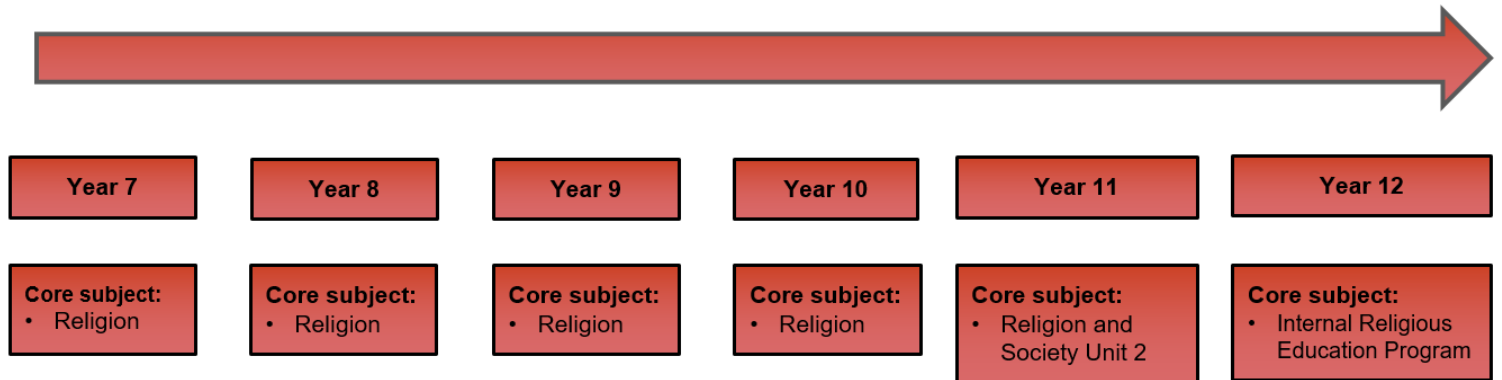 Year 7
Year 8
Year 9
Year 10
Year 11
Year 12
Core subject:
• Religion
Core subject:
• Religion
Core subject:
• Religion
Core subject:
• Religion
Core subject:
• Religion and
Society Unit 2
Core subject:
• Internal Religious
Education Program